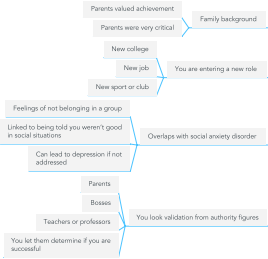 Parents valued achievement
Family background
Parents were very critical
New college
New job
You are entering a new role
New sport or club
Feelings of not belonging in a group
Linked to being told you weren't good
in social situations
Overlaps with social anxiety disorder
Can lead to depression if not
addressed
Parents
Bosses
You look validation from authority figures
Teachers or professors
You let them determine if you are
successful